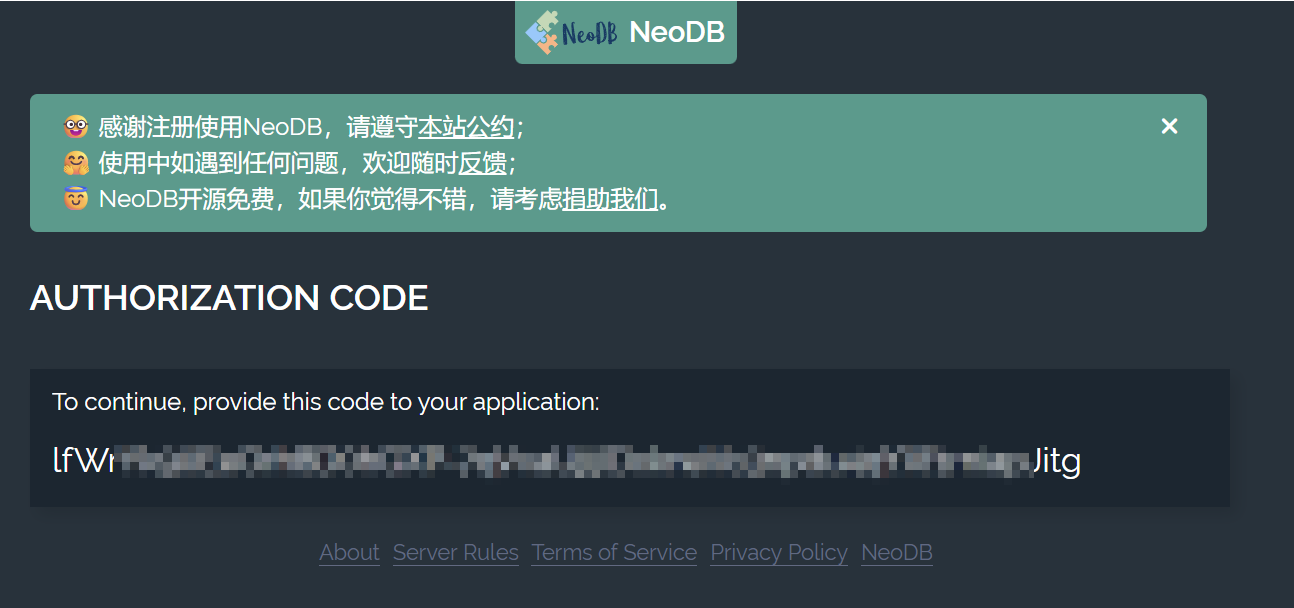 NeoDB NeoDB
🤓 感谢注册使用NeoDB，请遵守本站公约；
🤗 使用中如遇到任何问题，欢迎随时反馈；
😇 NeoDB开源免费，如果你觉得不错，请考虑捐助我们。
AUTHORIZATION CODE
To continue, provide this code to your application:
About Server Rules Terms of Service Privacy Policy NeoDB